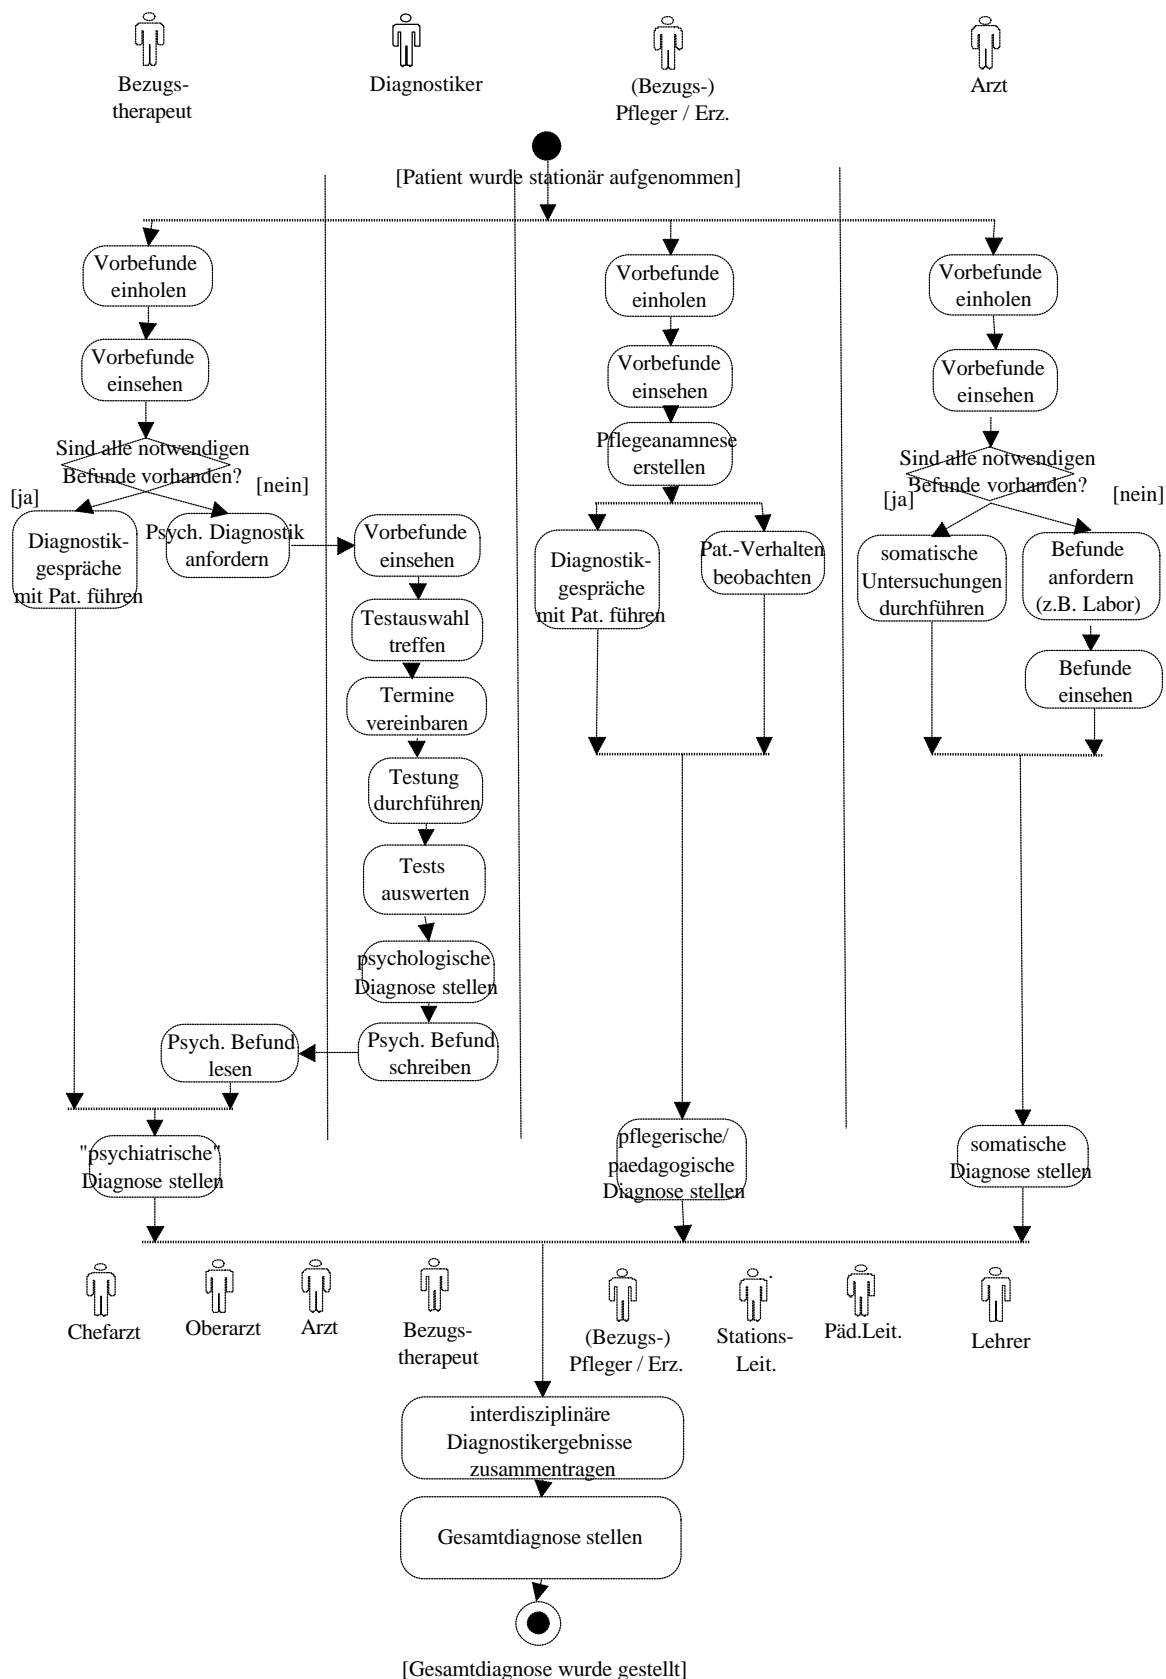 Bezugs-
therapeut
Diagnostiker
(Bezugs-)
Pfleger / Erz.
Arzt
[Patient wurde stationär aufgenommen]
Vorbefunde
einholen
Vorbefunde
einholen
Vorbefunde
einholen
Vorbefunde
einsehen
Vorbefunde
einsehen
Vorbefunde
einsehen
Sind alle notwendigen
Befunde vorhanden?
[ja]
[nein]
Pflegeanamnese
erstellen
Sind alle notwendigen
Befunde vorhanden?
[ja]
[nein]
Diagnostik-
gespräche
mit Pat. führen
Psych. Diagnostik
anfordern
Vorbefunde
einsehen
Diagnostik-
gespräche
mit Pat. führen
Pat.-Verhalten
beobachten
somatische
Untersuchungen
durchführen
Befunde
anfordern
(z.B. Labor)
Testauswahl
treffen
Befunde
einsehen
Termine
vereinbaren
Testung
durchführen
Tests
auswerten
psychologische
Diagnose stellen
Psych. Befund
schreiben
Psych. Befund
lesen
"psychiatrische"
Diagnose stellen
pflegerische/
paedagogische
Diagnose stellen
somatische
Diagnose stellen
Chefarzt
Oberarzt
Arzt
Bezugs-
therapeut
(Bezugs-)
Pfleger / Erz.
Stations-
Leit.
Päd.Leit.
Lehrer
interdisziplinäre
Diagnostikergebnisse
zusammentragen
Gesamtdiagnose stellen
[Gesamtdiagnose wurde gestellt]